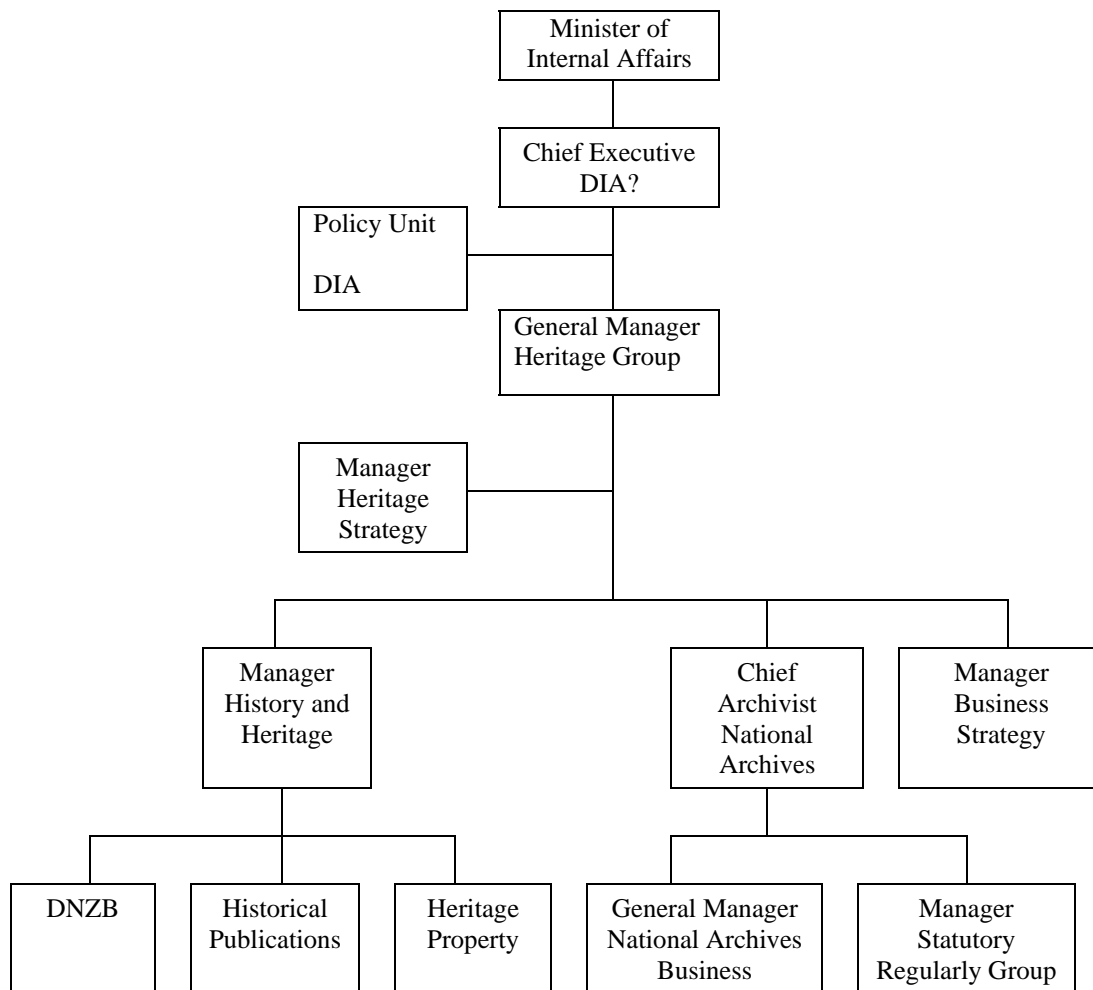 Minister of
Internal Affairs
Chief Executive
DIA?
Policy Unit
DIA
General Manager
Heritage Group
Manager
Heritage
Strategy
Manager
History and
Heritage
Chief
Archivist
National
Archives
Manager
Business
Strategy
DNZB
Historical
Publications
Heritage
Property
General Manager
National Archives
Business
Manager
Statutory
Regularly Group